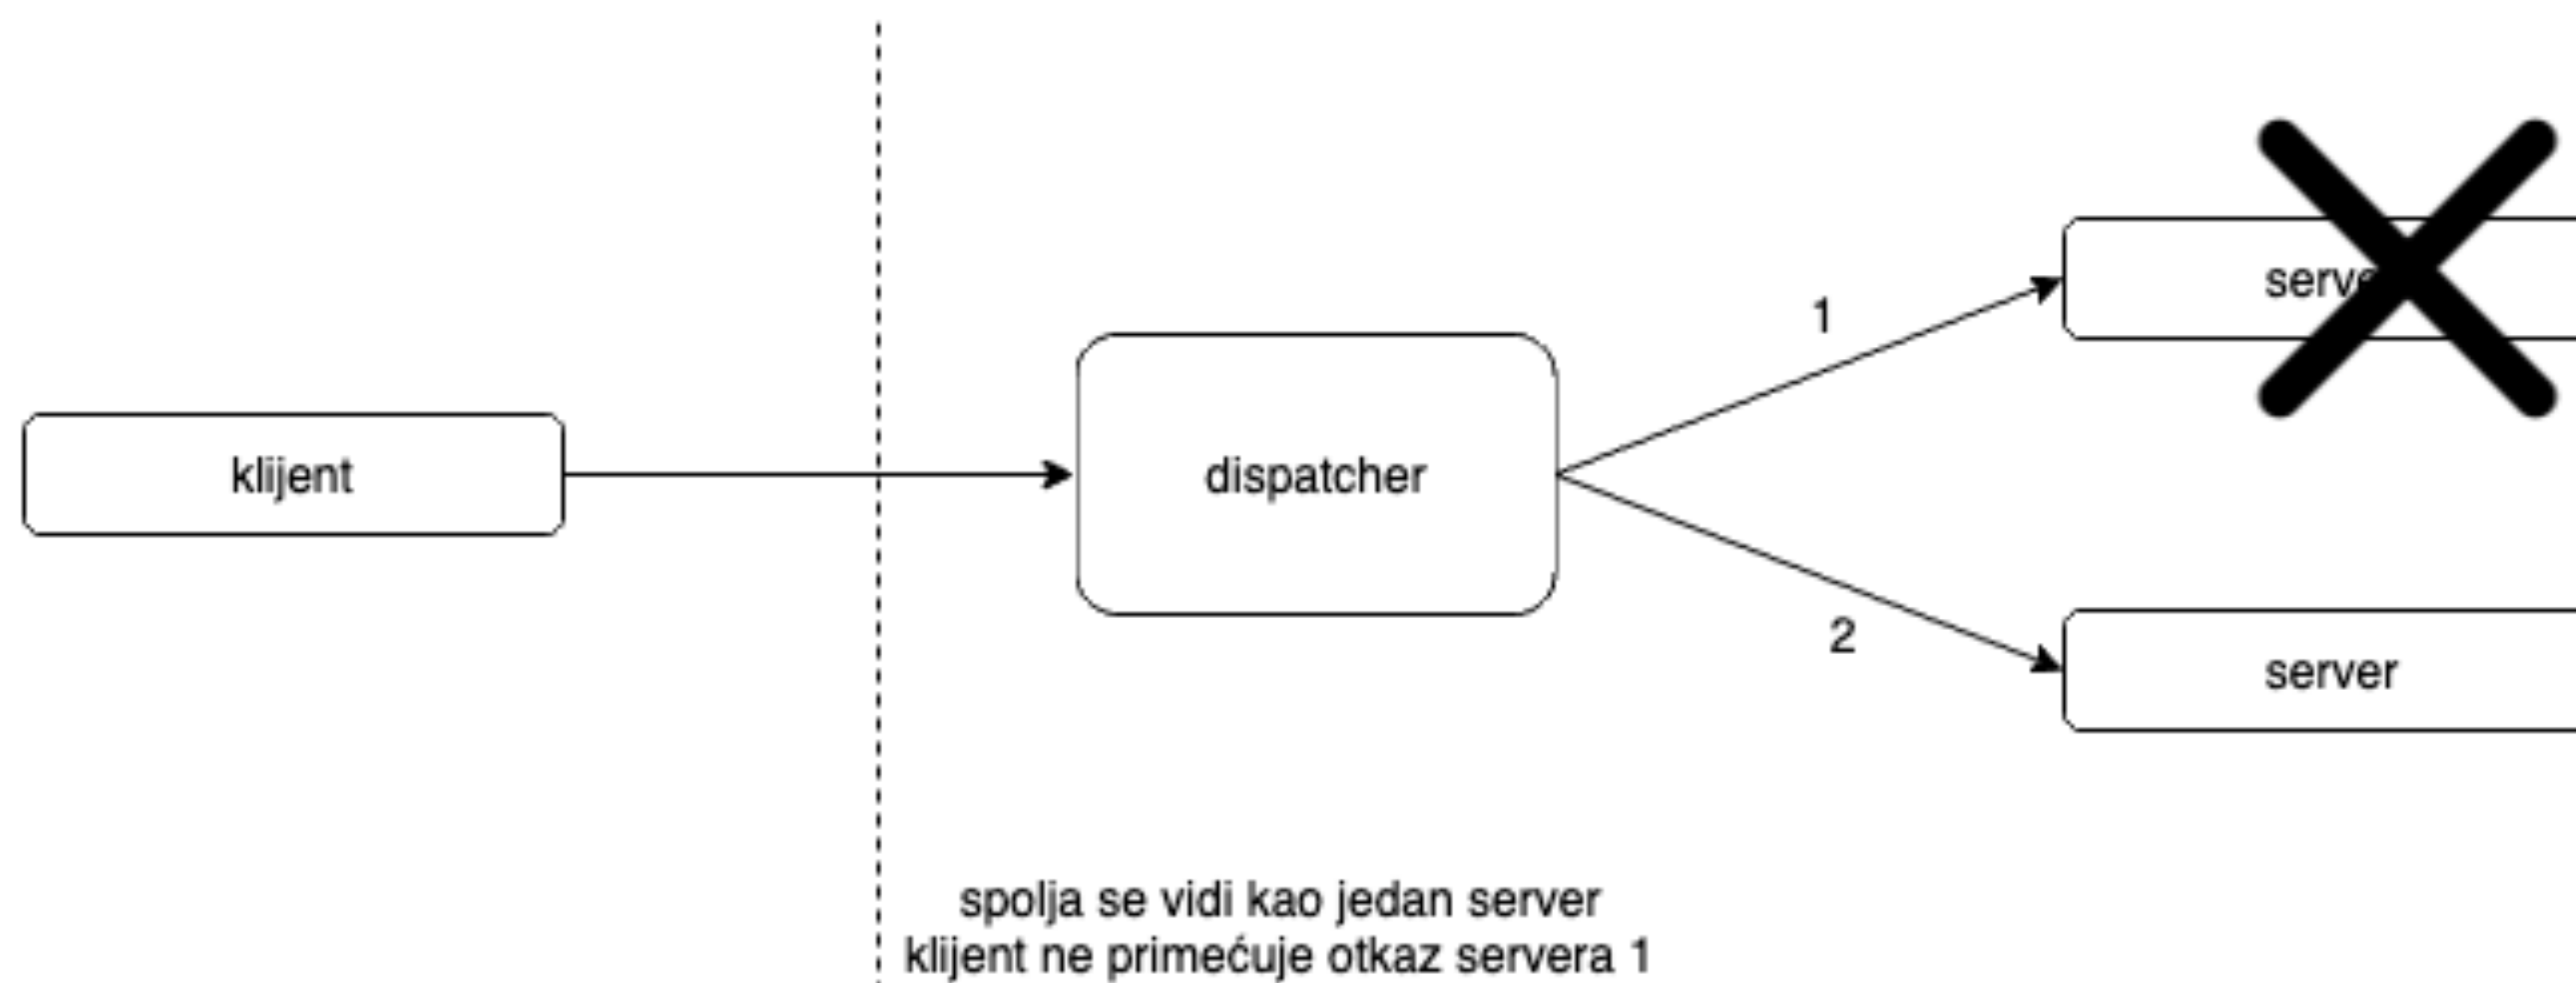 klijent
dispatcher
1
2
server
spolja se vidi kao jedan server
klijent ne primećuje otkaz servera 1